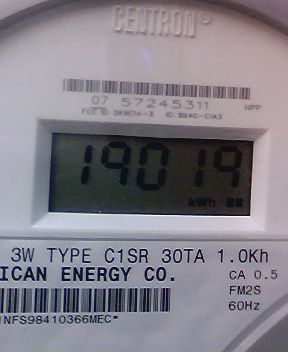 CENTRON
07 57245311 HPP
19019
kWh
3W TYPE C1SR 30TA 1.0Kh
ICAN ENERGY CO. CA 0.5
FM2S
60Hz
NFS98410366MEC*